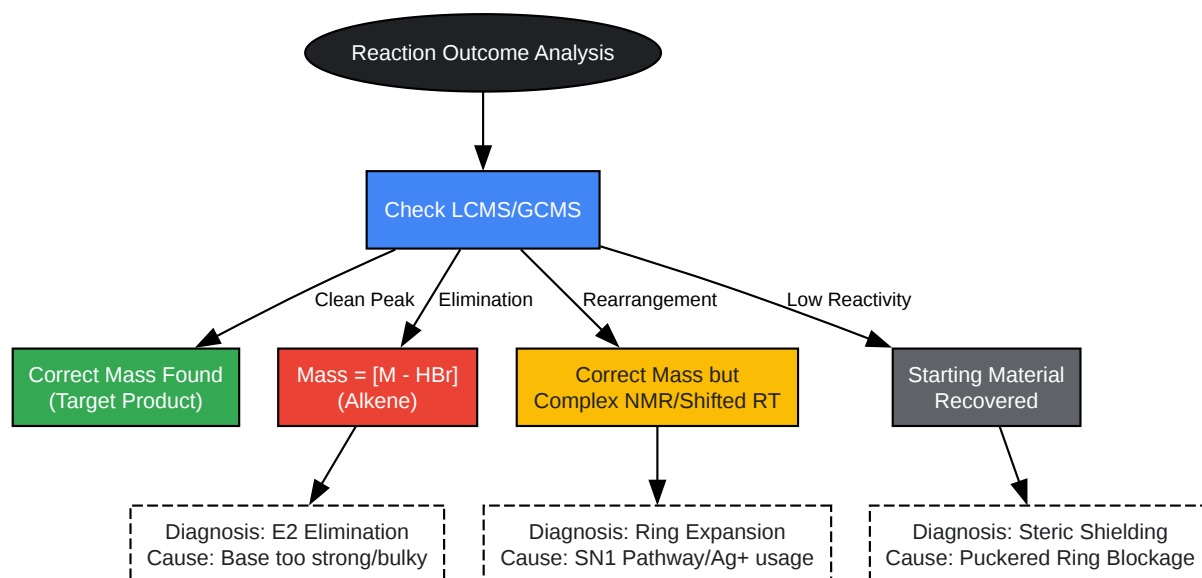 Reaction Outcome Analysis
Check LCMS/GCMS
Clean Peak
Elimination
Rearrangement
Low Reactivity
Correct Mass Found
(Target Product)
Mass = [M - HBr]
(Alkene)
Correct Mass but
Complex NMR/Shifted RT
Starting Material
Recovered
Diagnosis: E2 Elimination
Cause: Base too strong/bulky
Diagnosis: Ring Expansion
Cause: SN1 Pathway/Ag+ usage
Diagnosis: Steric Shielding
Cause: Puckered Ring Blockage